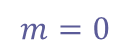 m = 0